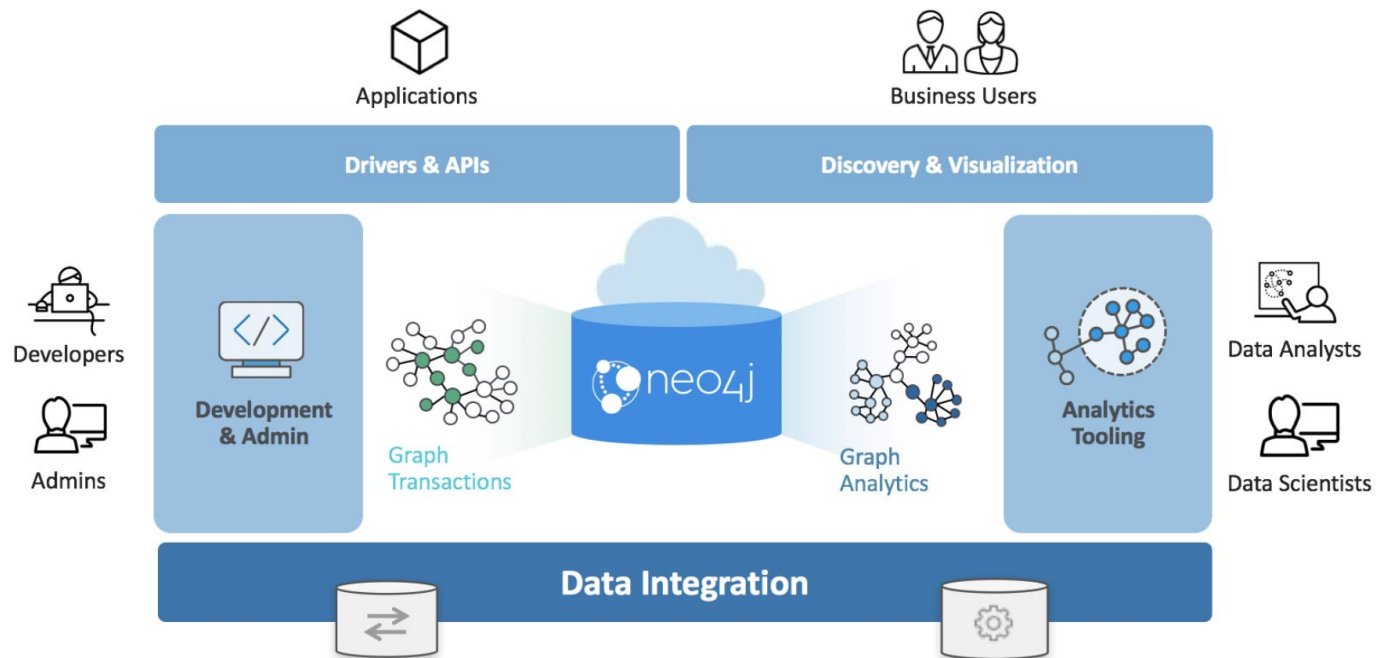 Applications
Business Users
Drivers & APIs
Discovery & Visualization
Developers
Admins
</>
Development
& Admin
Graph
Transactions
neo4j
Graph
Analytics
Analytics
Tooling
Data Analysts
Data Scientists
Data Integration